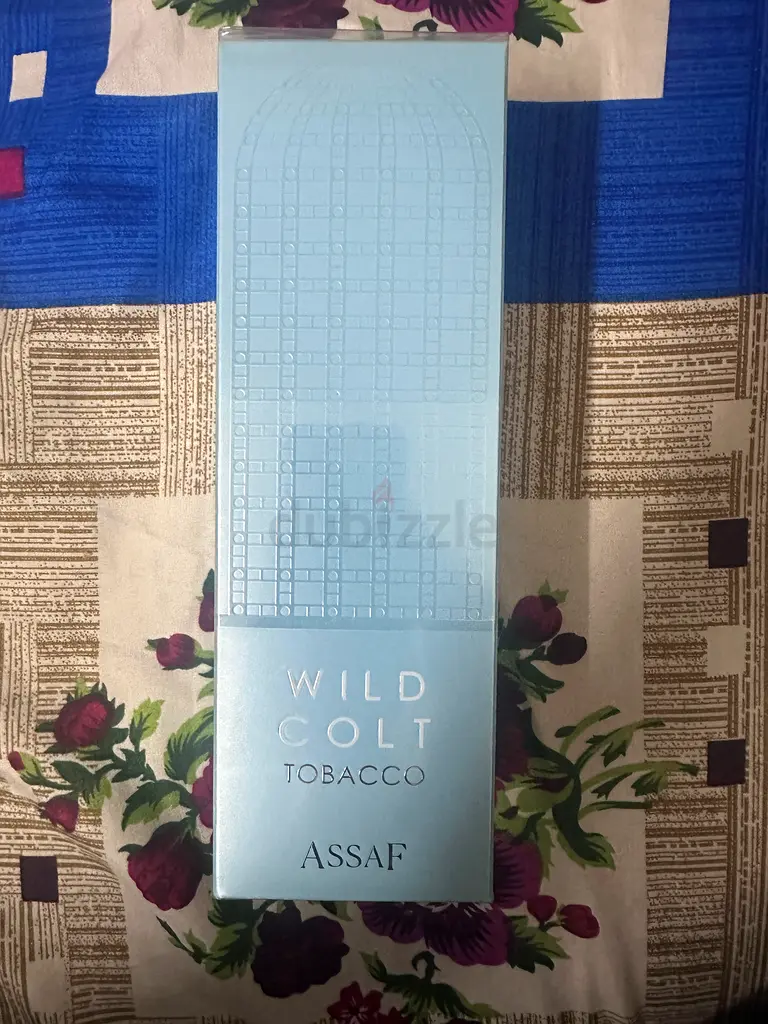 dubizzle
WILD
COLT
TOBACCO
ASSAF